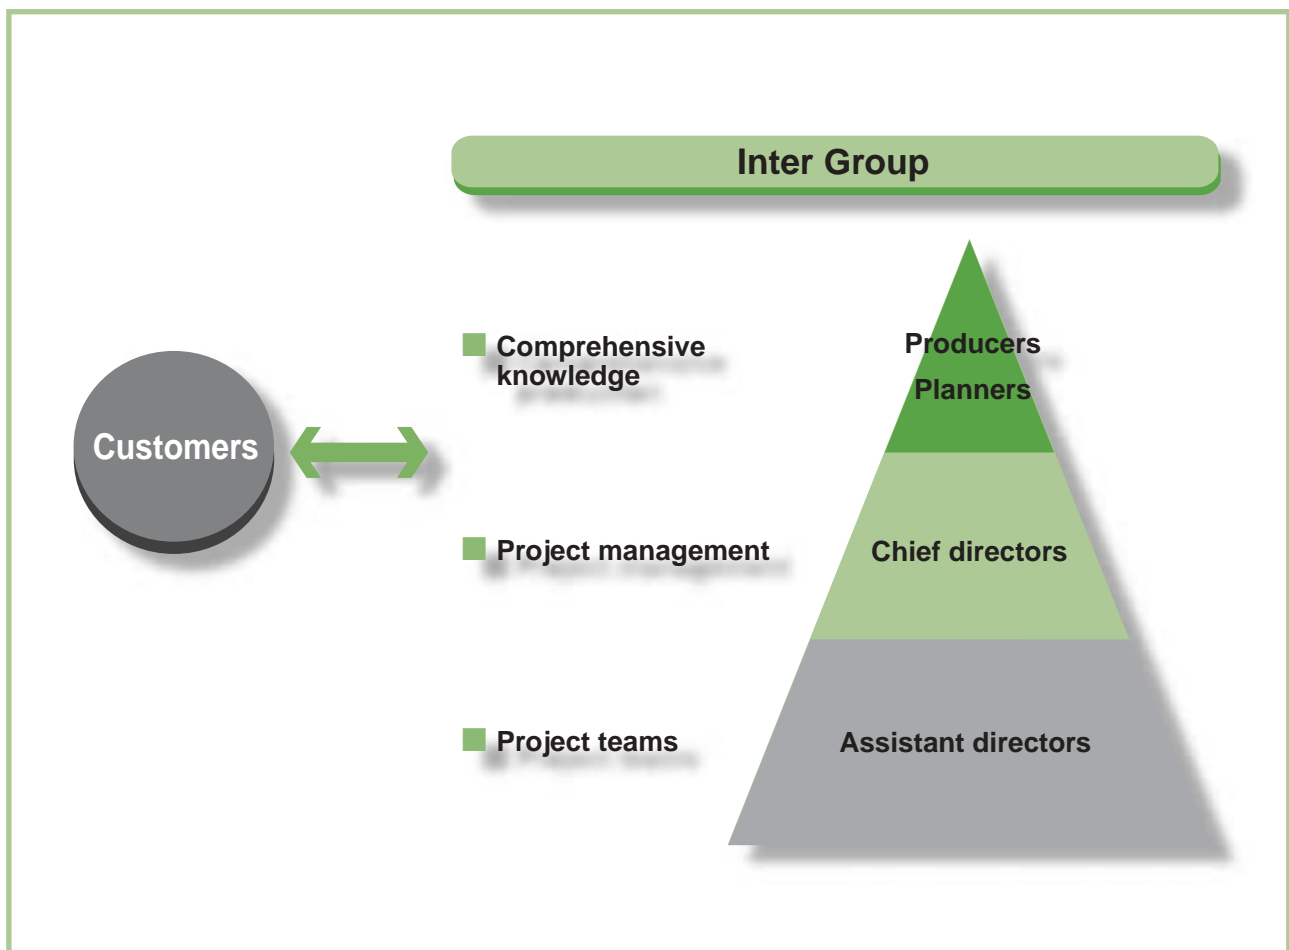 Inter Group
Comprehensive
knowledge
Producers
Planners
Customers
Project management
Chief directors
Project teams
Assistant directors